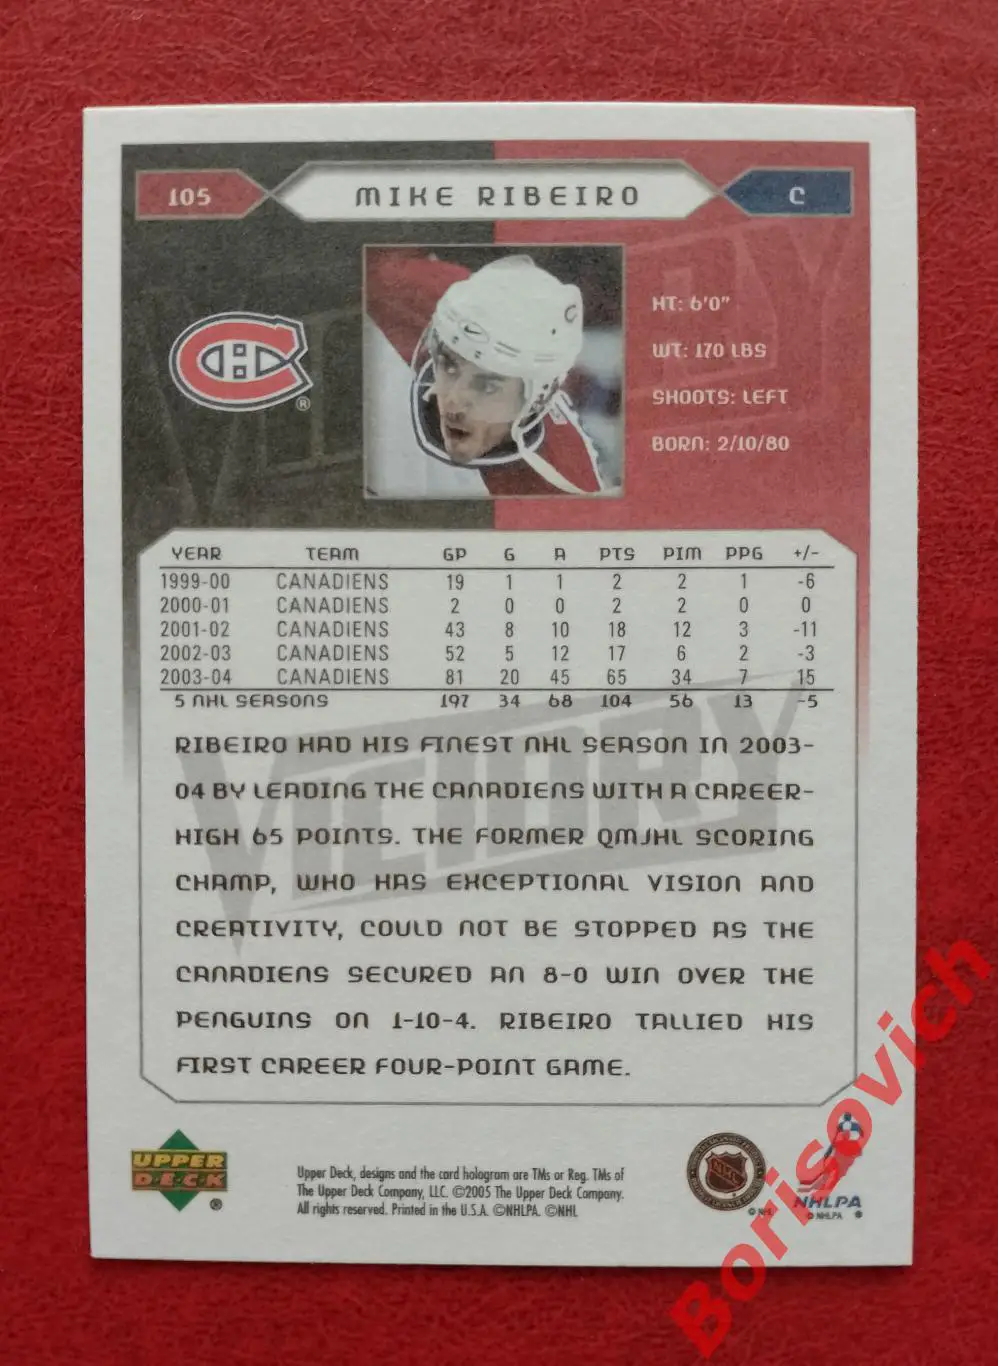 105 MIKE RIBEIRO C
HT: 6'0"
WT: 170 LBS
SHOOTS: LEFT
BORN: 2/10/80
YEAR TEAM GP G A PTS PIM PPG +/-
1999-00 CANADIENS 19 1 1 2 2 1 -6
2000-01 CANADIENS 2 0 0 2 2 0 0
2001-02 CANADIENS 43 8 10 18 12 3 -11
2002-03 CANADIENS 52 5 12 17 6 2 -3
2003-04 CANADIENS 81 20 45 65 34 7 15
5 NHL SEASONS 197 34 68 104 56 13 -5
VICTORY
RIBEIRO HAD HIS FINEST NHL SEASON IN 2003-
04 BY LEADING THE CANADIENS WITH A CAREER-
HIGH 65 POINTS. THE FORMER QMJHL SCORING
CHAMP, WHO HAS EXCEPTIONAL VISION AND
CREATIVITY, COULD NOT BE STOPPED AS THE
CANADIENS SECURED AN 8-0 WIN OVER THE
PENGUINS ON 1-10-4. RIBEIRO TALLIED HIS
FIRST CAREER FOUR-POINT GAME.
UPPER
DECK
®
Upper Deck, designs and the card hologram are TMs or Reg. TMs of
The Upper Deck Company, LLC. ©2005 The Upper Deck Company.
All rights reserved. Printed in the U.S.A. ©NHLPA. ©NHL
NHL
© NHL
NHLPA
© NHLPA
Borisovich